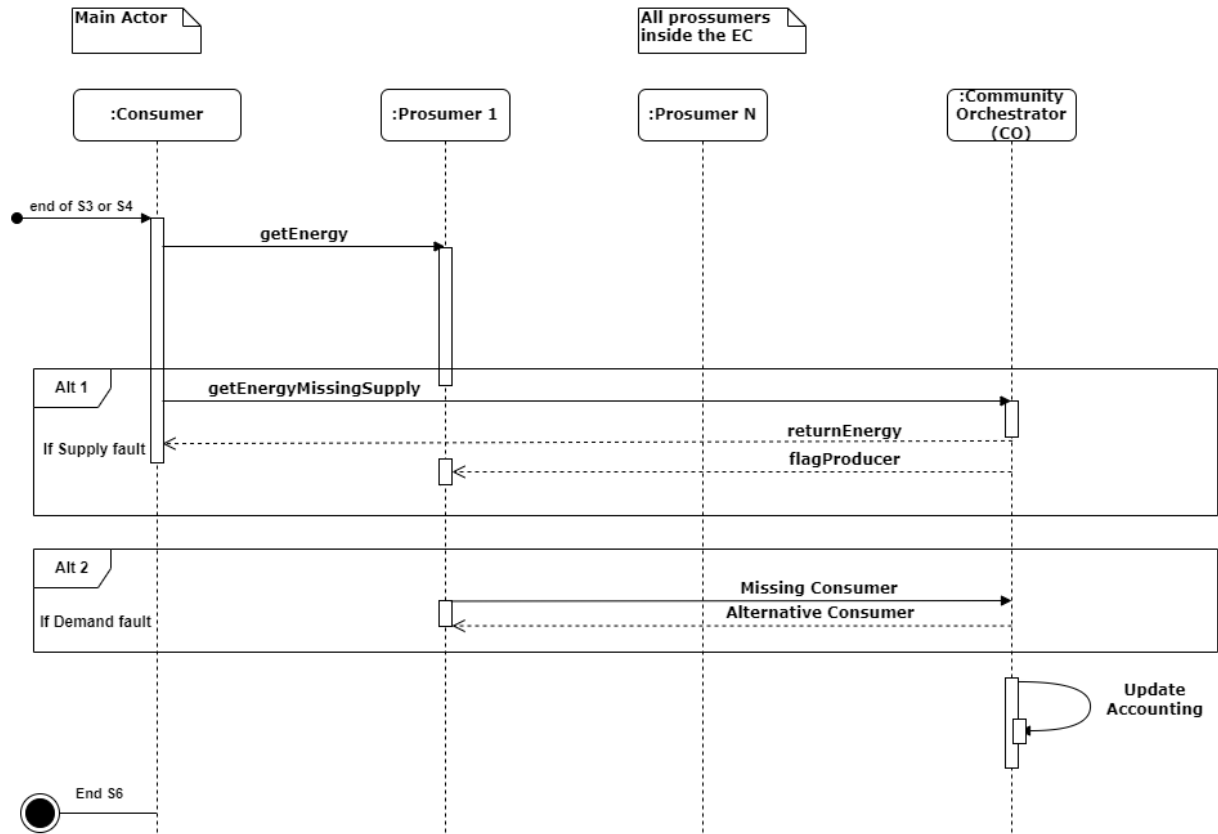 Main Actor
All prossumers
inside the EC
:Consumer
:Prosumer 1
:Prosumer N
:Community
Orchestrator
(CO)
end of S3 or S4
getEnergy
Alt 1
getEnergyMissingSupply
returnEnergy
If Supply fault
flagProducer
Alt 2
Missing Consumer
Alternative Consumer
If Demand fault
Update
Accounting
End S6